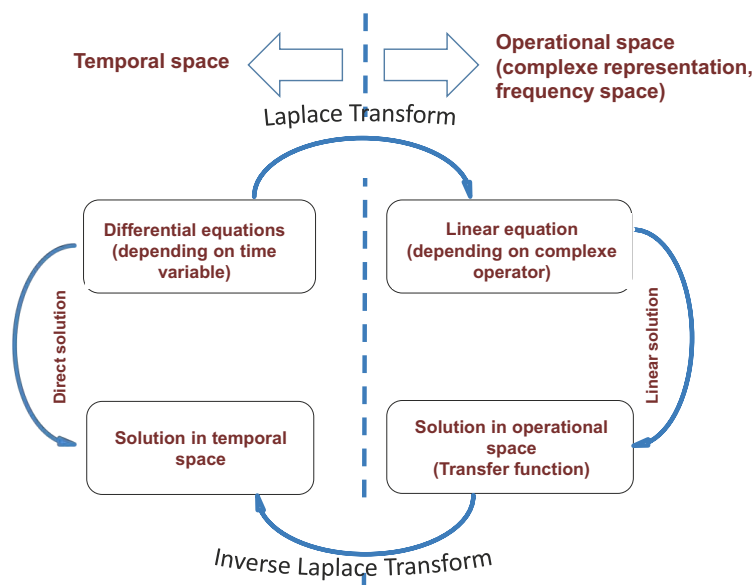 Temporal space
Operational space
(complexe representation,
frequency space)
Laplace Transform
Differential equations
(depending on time
variable)
Linear equation
(depending on complexe
operator)
Direct solution
Linear solution
Solution in temporal
space
Solution in operational
space
(Transfer function)
Inverse Laplace Transform